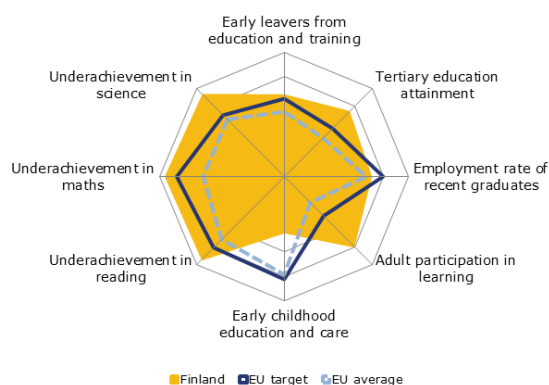 Early leavers from
education and training
Underachievement in
science
Tertiary education
attainment
Underachievement in
maths
Employment rate of
recent graduates
Underachievement in
reading
Adult participation in
learning
Early childhood
education and care
Finland EU target EU average